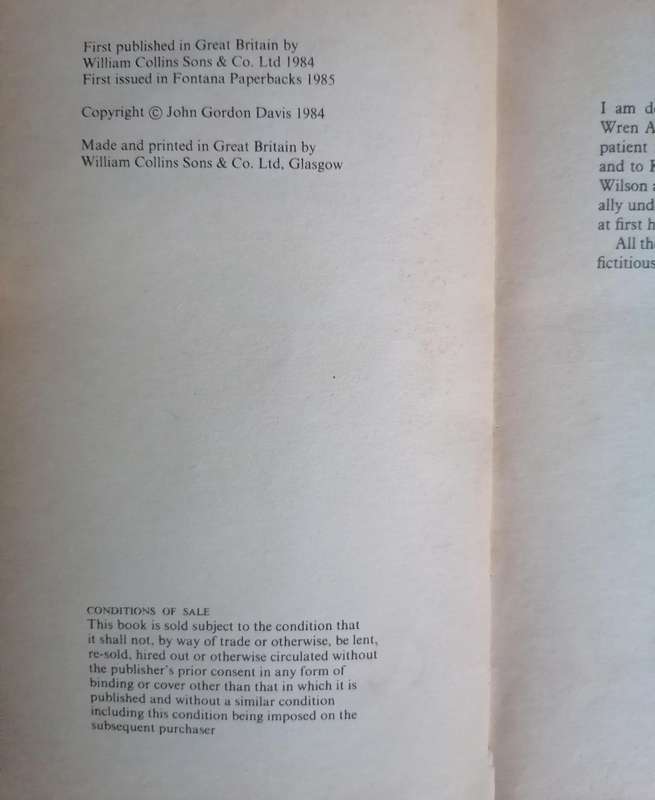 First published in Great Britain by
William Collins Sons & Co. Ltd 1984
First issued in Fontana Paperbacks 1985
Copyright © John Gordon Davis 1984
Made and printed in Great Britain by
William Collins Sons & Co. Ltd, Glasgow
CONDITIONS OF SALE
This book is sold subject to the condition that
it shall not, by way of trade or otherwise, be lent,
re-sold, hired out or otherwise circulated without
the publisher's prior consent in any form of
binding or cover other than that in which it is
published and without a similar condition
including this condition being imposed on the
subsequent purchaser
I am
Wren
patient
and to
Wilson
ally
at first
All